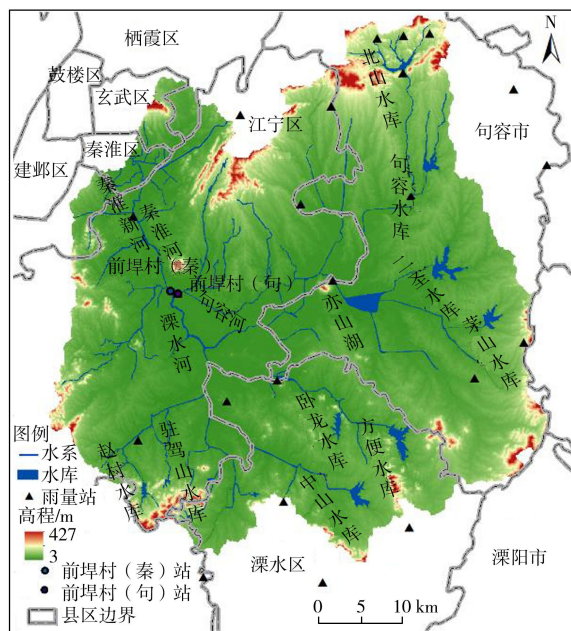 栖霞区
N
鼓楼区
北山水库
玄武区
江宁区
句容市
秦淮区
建邺区
句容水库
秦淮新河
秦淮河
前垾村（秦）
前垾村（句）
句容河
二圣水库
茅山水库
赤山湖
溧水河
图例
水系
水库
雨量站
高程/m
427
3
前垾村（秦）站
前垾村（句）站
县区边界
赵村水库
驻驾山水库
卧龙水库
方便水库
中山水库
溧水区
溧阳市
0 5 10 km